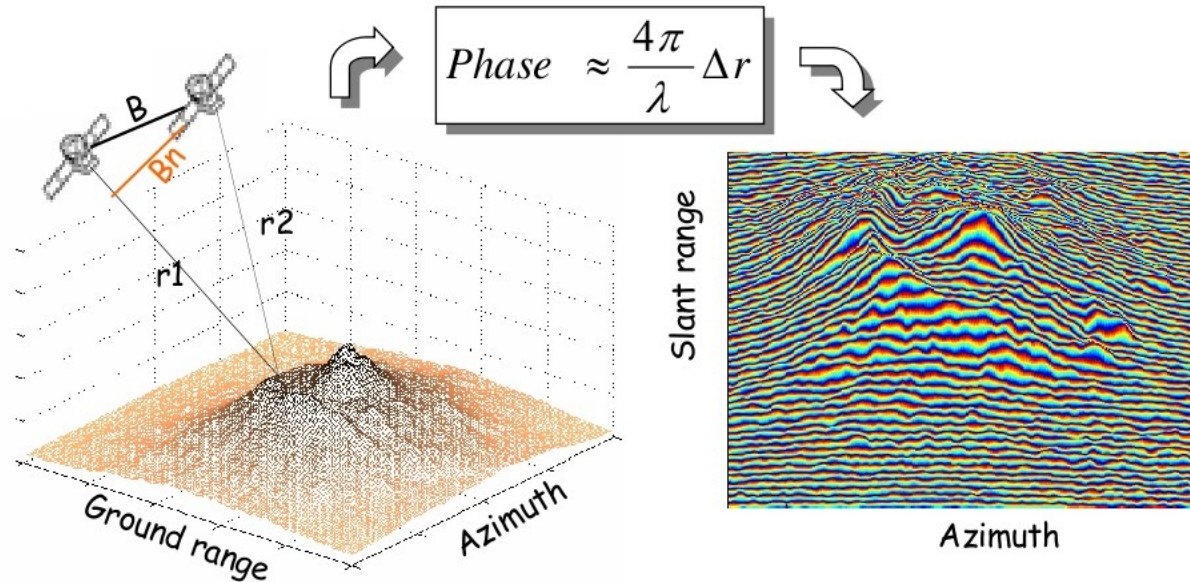 Phase ≈ 4π/λ Δr
B
Bn
r1
r2
Ground range
Azimuth
Slant range
Azimuth